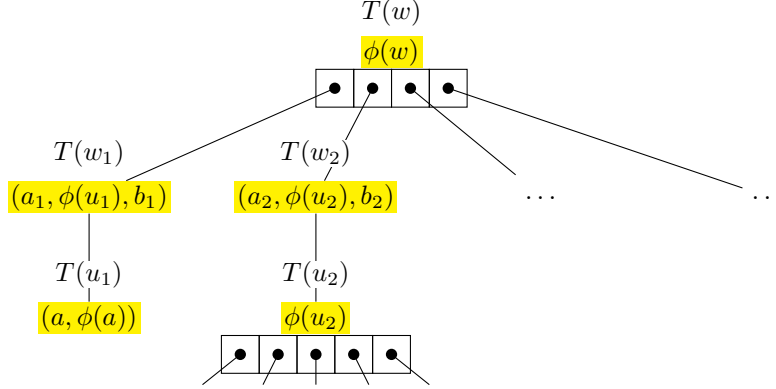 T(w)
ϕ(w)
T(w₁) T(w₂)
(a₁, ϕ(u₁), b₁) (a₂, ϕ(u₂), b₂) ... ..
T(u₁) T(u₂)
(a, ϕ(a)) ϕ(u₂)